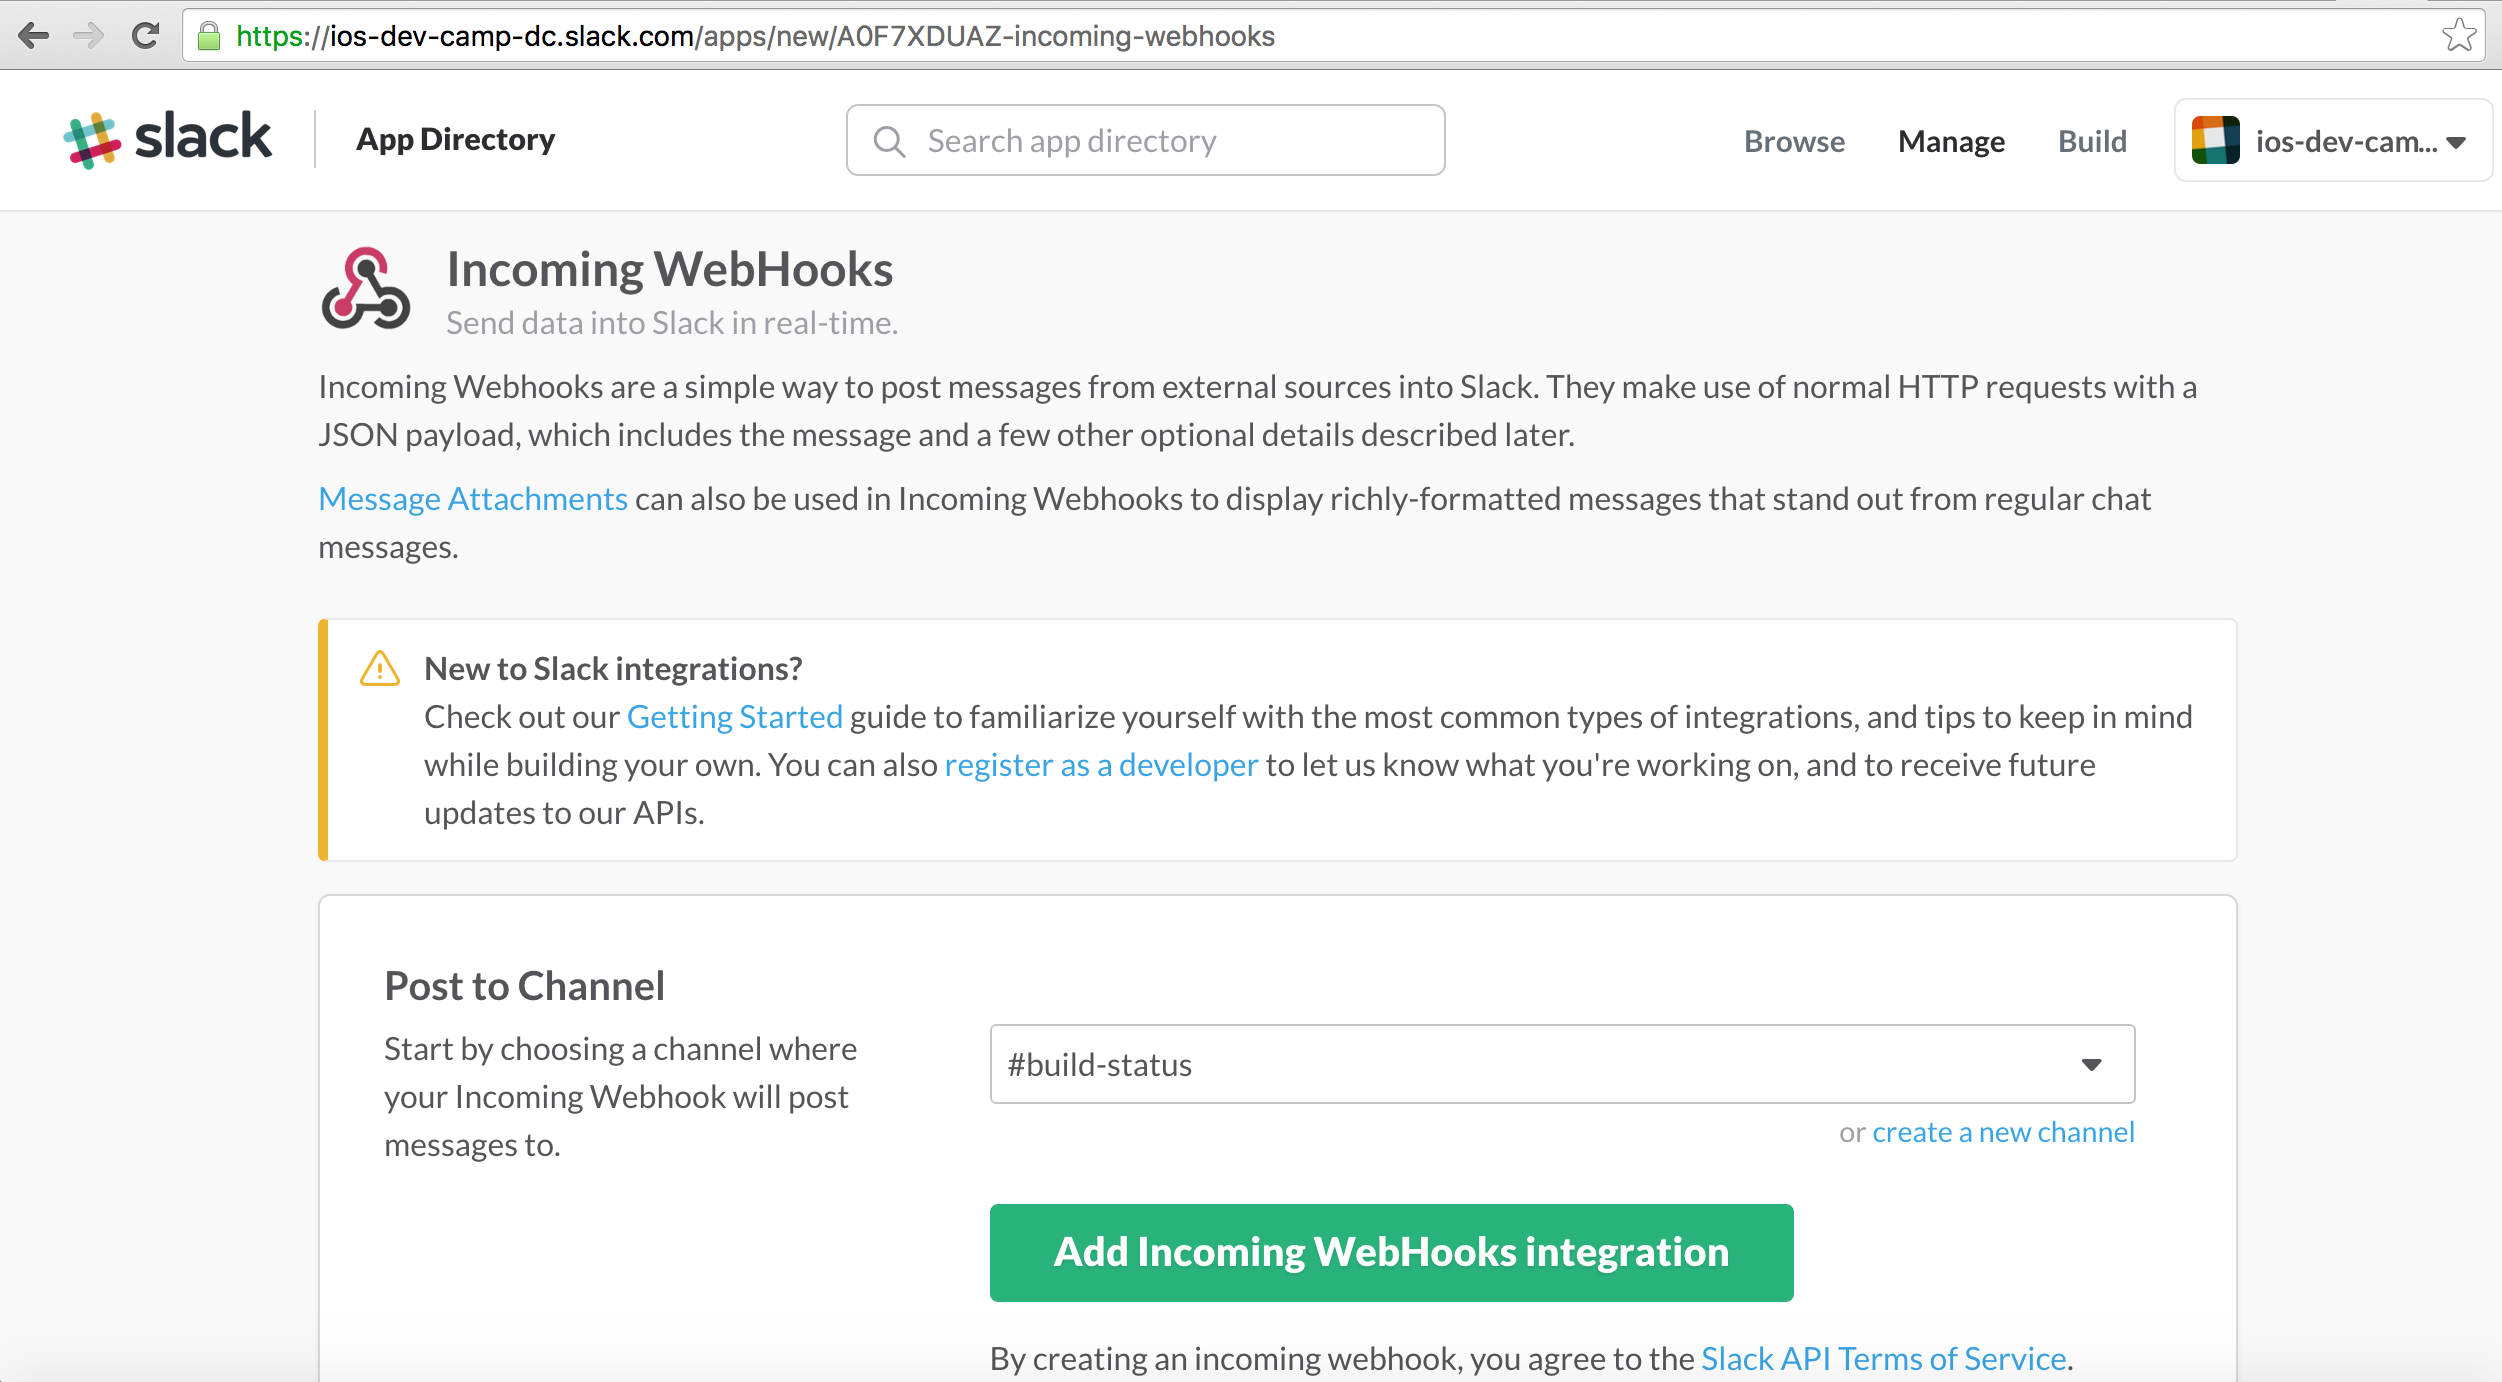 https://ios-dev-camp-dc.slack.com/apps/new/A0F7XDUAZ-incoming-webhooks
slack App Directory Search app directory Browse Manage Build ios-dev-cam...
Incoming WebHooks
Send data into Slack in real-time.
Incoming Webhooks are a simple way to post messages from external sources into Slack. They make use of normal HTTP requests with a
JSON payload, which includes the message and a few other optional details described later.
Message Attachments can also be used in Incoming Webhooks to display richly-formatted messages that stand out from regular chat
messages.
New to Slack integrations?
Check out our Getting Started guide to familiarize yourself with the most common types of integrations, and tips to keep in mind
while building your own. You can also register as a developer to let us know what you're working on, and to receive future
updates to our APIs.
Post to Channel
Start by choosing a channel where
your Incoming Webhook will post
messages to.
#build-status
or create a new channel
Add Incoming WebHooks integration
By creating an incoming webhook, you agree to the Slack API Terms of Service.